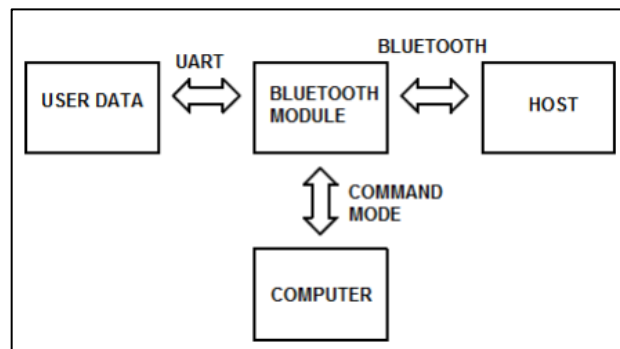 BLUETOOTH
UART
USER DATA
BLUETOOTH
MODULE
HOST
COMMAND
MODE
COMPUTER